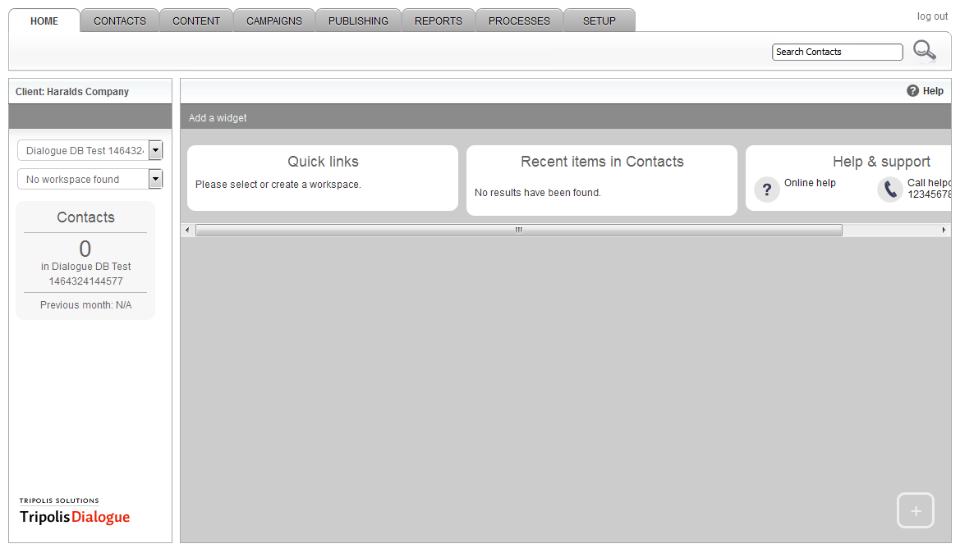 HOME CONTACTS CONTENT CAMPAIGNS PUBLISHING REPORTS PROCESSES SETUP
log out
Search Contacts
Client: Haralds Company
Help
Add a widget
Dialogue DB Test 146432
No workspace found
Contacts
0
in Dialogue DB Test
1464324144577
Previous month: N/A
Quick links
Please select or create a workspace.
Recent items in Contacts
No results have been found.
Help & support
Online help
Call helpd
12345678
TRIPOLIS SOLUTIONS
Tripolis Dialogue